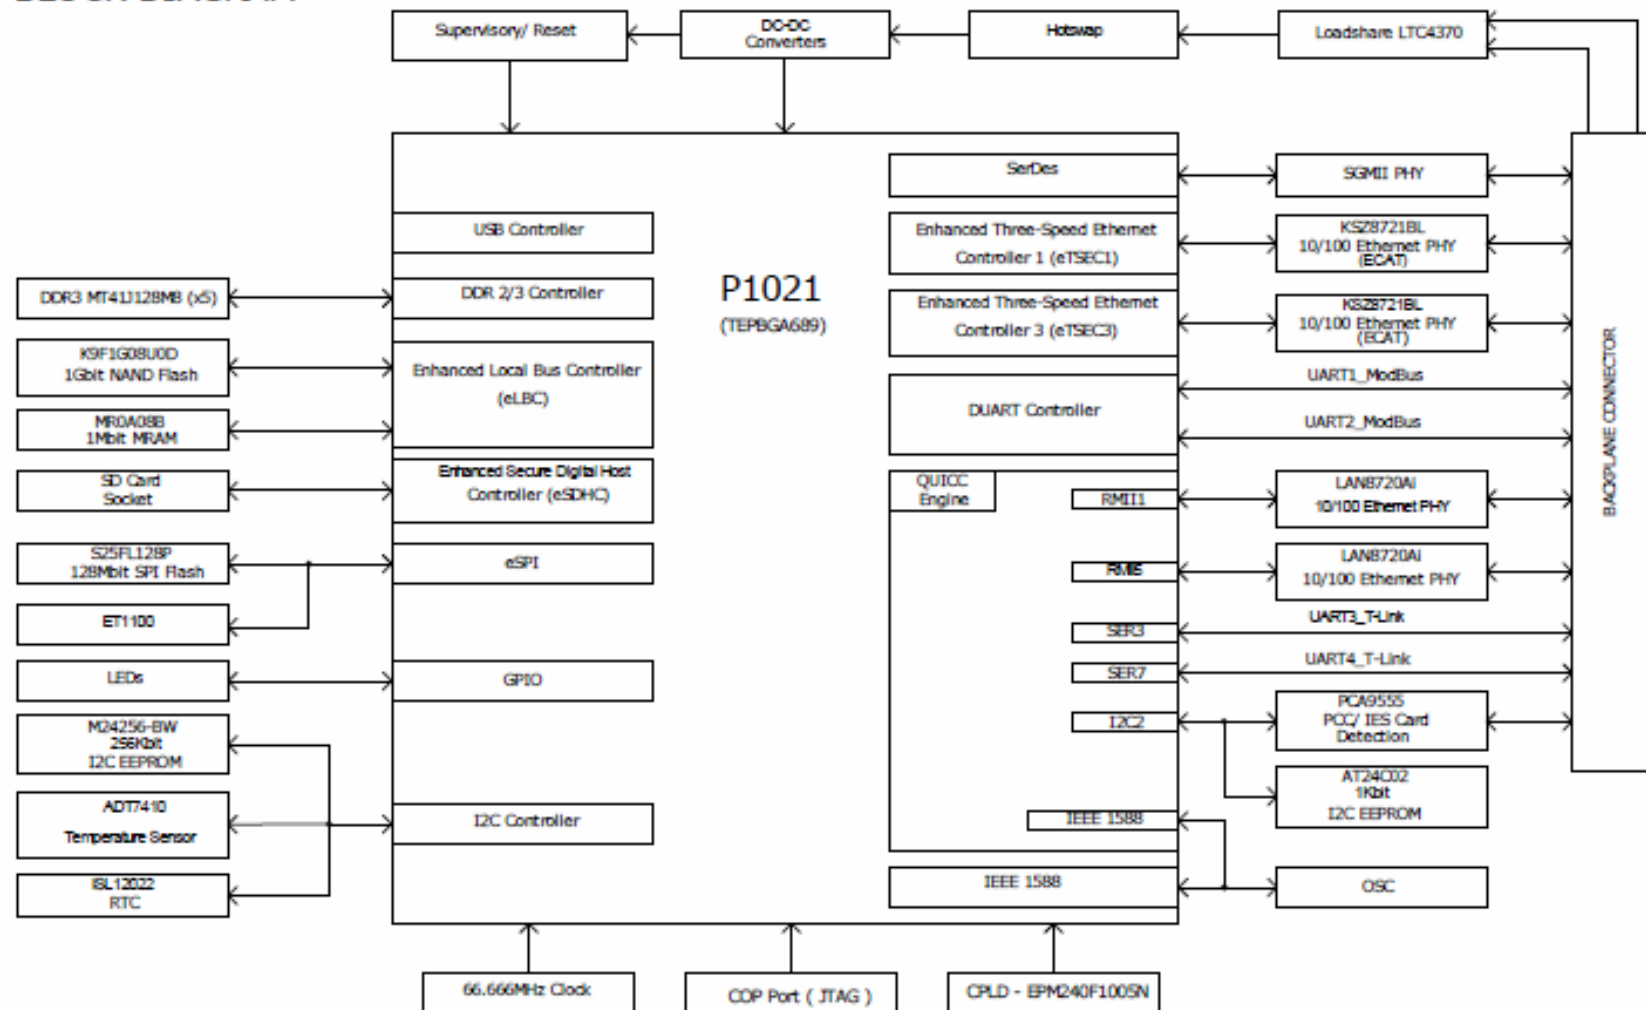 Supervisory/ Reset
DC-DC
Converters
Hotswap
Loadshare LTC4370
SerDes
SGMII PHY
USB Controller
Enhanced Three-Speed Ethernet
Controller 1 (eTSEC1)
KSZ8721BL
10/100 Ethernet PHY
(ECAT)
DDR3 MT41J128M8 (x5)
DDR 2/3 Controller
P1021
(TEPBGA689)
Enhanced Three-Speed Ethernet
Controller 3 (eTSEC3)
KSZ8721BL
10/100 Ethernet PHY
(ECAT)
K9F1G08U0D
1Gbit NAND Flash
Enhanced Local Bus Controller
(eLBC)
DUART Controller
UART1_ModBus
UART2_ModBus
BACKPLANE CONNECTOR
MR0A08B
1Mbit MRAM
SD Card
Socket
Enhanced Secure Digital Host
Controller (eSDHC)
QUICC
Engine
RMII1
LAN8720Ai
10/100 Ethernet PHY
S25FL128P
128Mbit SPI Flash
eSPI
LAN8720Ai
10/100 Ethernet PHY
ET1100
SER3
UART3_T-Link
LEDs
GPIO
SER7
UART4_T-Link
M24256-BW
256Kbit
I2C EEPROM
I2C2
PCA9555
PCC/ IES Card
Detection
AT24C02
1Kbit
I2C EEPROM
ADT7410
Temperature Sensor
I2C Controller
IEEE 1588
ISL12022
RTC
IEEE 1588
OSC
66.666MHz Clock
COP Port ( JTAG )
CPLD - EPM240F100SN